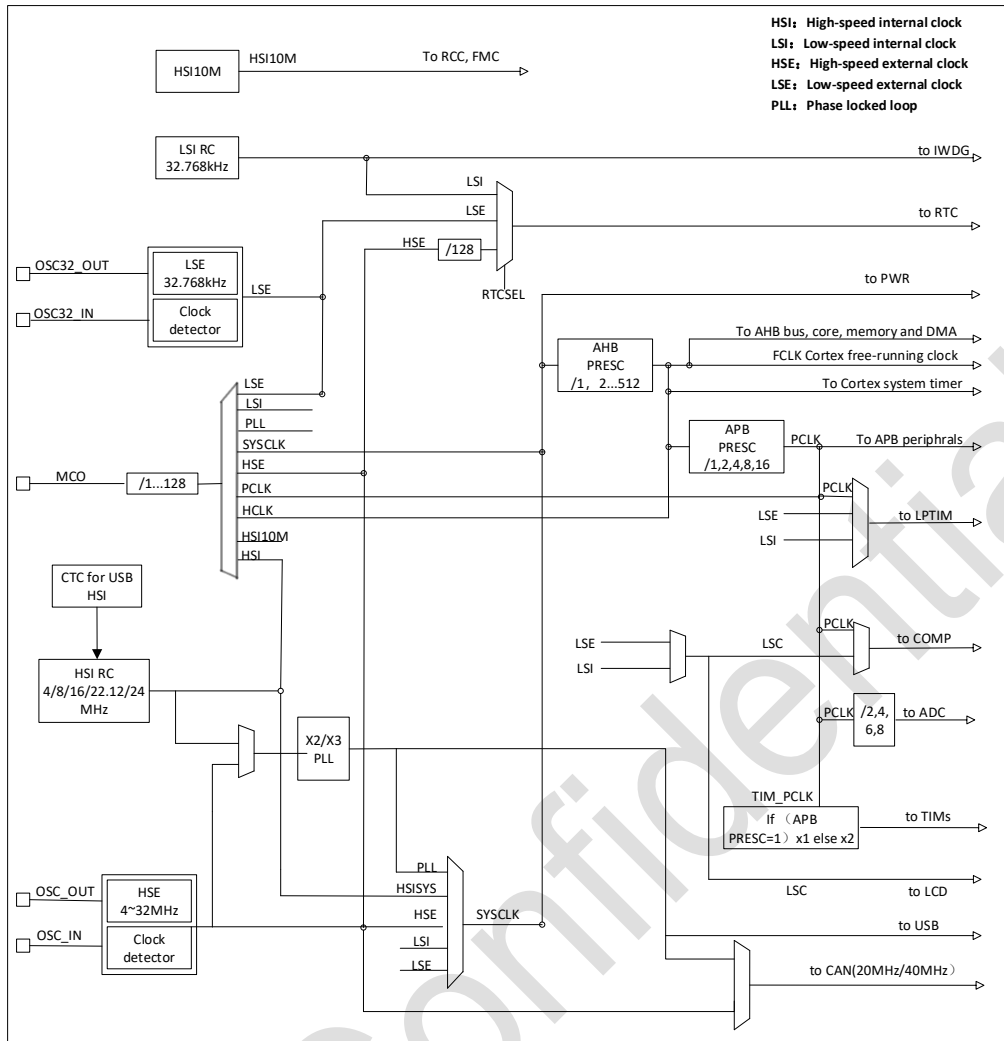 HSI: High-speed internal clock
LSI: Low-speed internal clock
HSE: High-speed external clock
LSE: Low-speed external clock
PLL: Phase locked loop
HSI10M
HSI10M
To RCC, FMC
LSI RC
32.768kHz
to IWDG
LSI
LSE
HSE
/128
to RTC
RTCSEL
OSC32_OUT
OSC32_IN
LSE
32.768kHz
Clock
detector
LSE
to PWR
AHB
PRESC
/1, 2...512
To AHB bus, core, memory and DMA
FCLK Cortex free-running clock
To Cortex system timer
APB
PRESC
/1,2,4,8,16
PCLK
To APB periphrals
MCO
/1...128
LSE
LSI
PLL
SYSCLK
HSE
PCLK
HCLK
HSI10M
HSI
PCLK
LSE
LSI
to LPTIM
CTC for USB
HSI
HSI RC
4/8/16/22.12/24
MHz
LSE
LSI
LSC
PCLK
to COMP
PCLK
/2,4,
6,8
to ADC
X2/X3
PLL
TIM_PCLK
If （APB
PRESC=1）x1 else x2
to TIMs
LSC
to LCD
OSC_OUT
OSC_IN
HSE
4~32MHz
Clock
detector
PLL
HSISYS
HSE
LSI
LSE
SYSCLK
to USB
to CAN(20MHz/40MHz）
Confidential